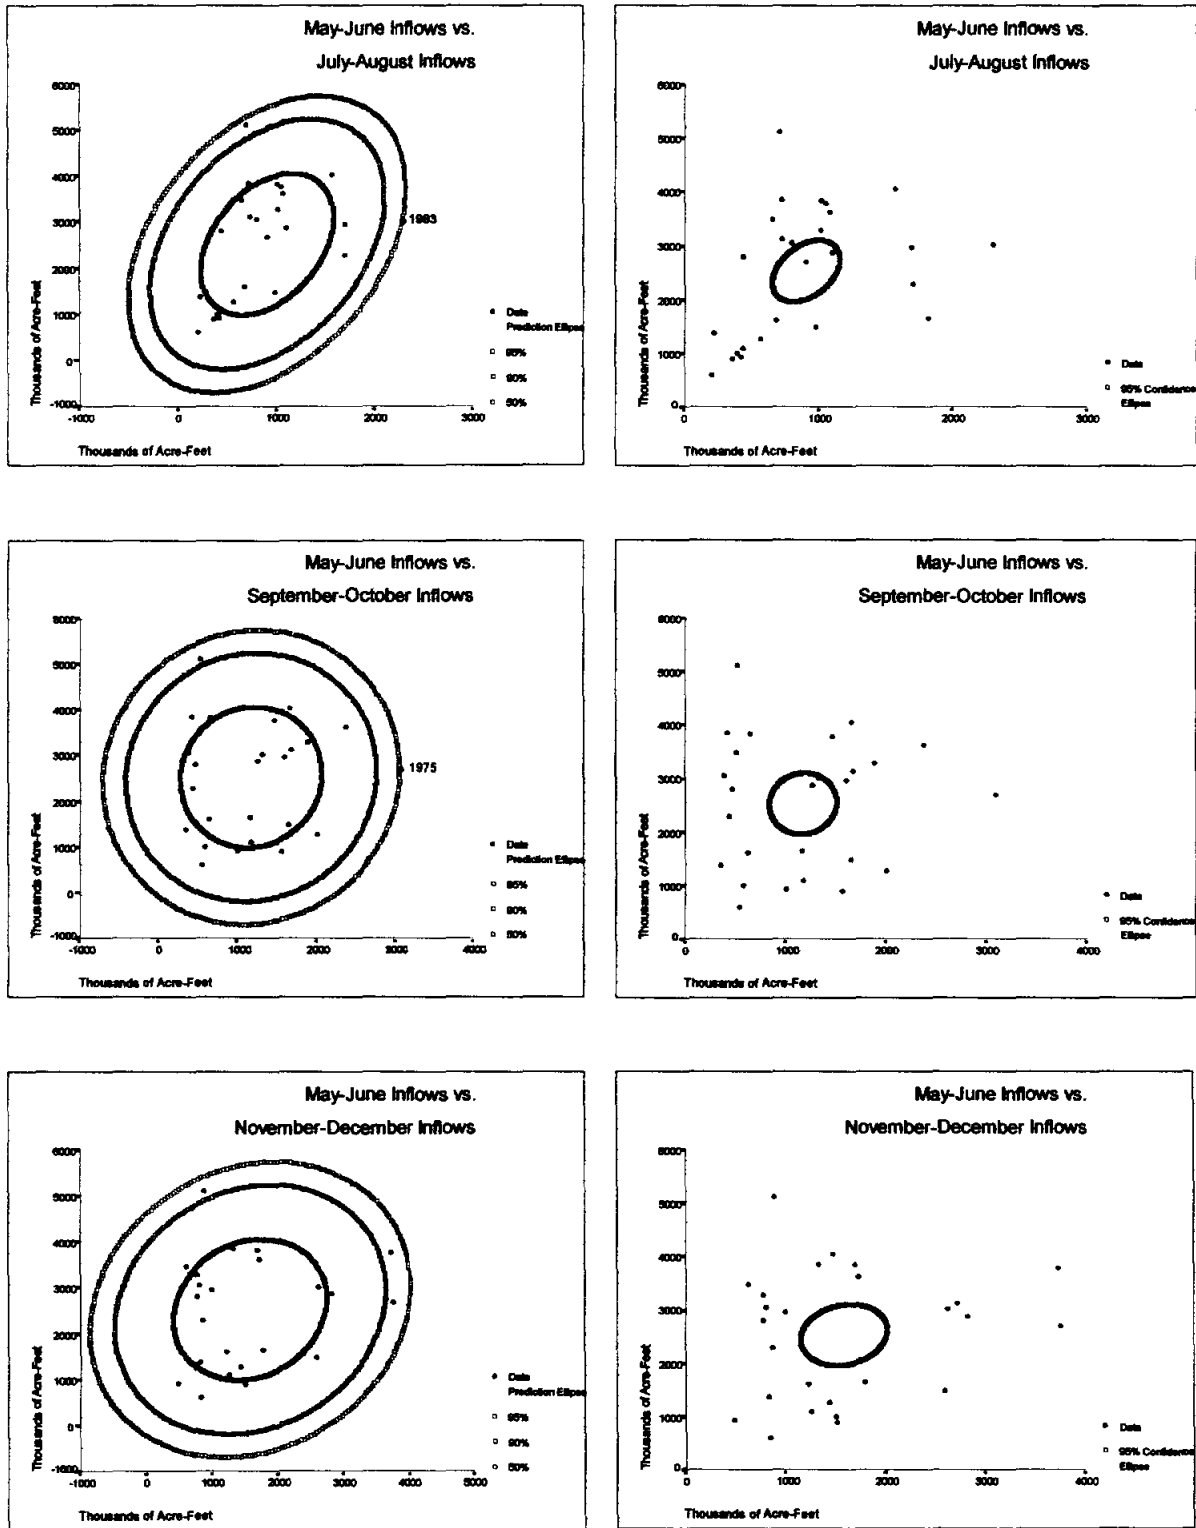 May-June Inflows vs.
July-August Inflows
6000
5000
4000
3000
2000
1000
0
-1000
Thousands of Acre-Feet
-1000 0 1000 2000 3000
Thousands of Acre-Feet
1983
Data
Prediction Ellipse
95%
90%
50%
May-June Inflows vs.
July-August Inflows
6000
5000
4000
3000
2000
1000
0
Thousands of Acre-Feet
0 1000 2000 3000
Thousands of Acre-Feet
Data
95% Confidence
Ellipse
May-June Inflows vs.
September-October Inflows
6000
5000
4000
3000
2000
1000
0
-1000
Thousands of Acre-Feet
-1000 0 1000 2000 3000 4000
Thousands of Acre-Feet
1975
Data
Prediction Ellipse
95%
90%
50%
May-June Inflows vs.
September-October Inflows
6000
5000
4000
3000
2000
1000
0
Thousands of Acre-Feet
0 1000 2000 3000 4000
Thousands of Acre-Feet
Data
95% Confidence
Ellipse
May-June Inflows vs.
November-December Inflows
6000
5000
4000
3000
2000
1000
0
-1000
Thousands of Acre-Feet
-1000 0 1000 2000 3000 4000 5000
Thousands of Acre-Feet
Data
Prediction Ellipse
95%
90%
50%
May-June Inflows vs.
November-December Inflows
6000
5000
4000
3000
2000
1000
0
Thousands of Acre-Feet
0 1000 2000 3000 4000 5000
Thousands of Acre-Feet
Data
95% Confidence
Ellipse